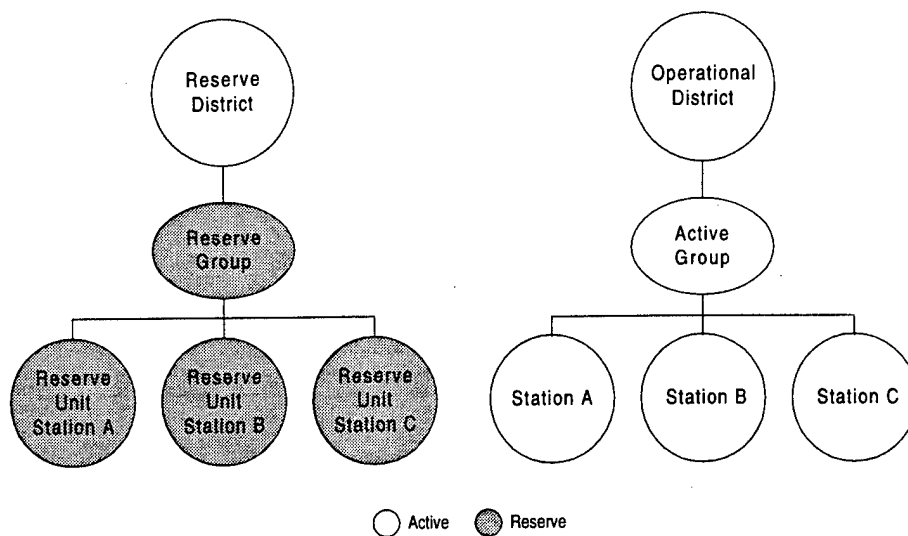 Reserve
District
Operational
District
Reserve
Group
Active
Group
Reserve
Unit
Station A
Reserve
Unit
Station B
Reserve
Unit
Station C
Station A
Station B
Station C
Active
Reserve